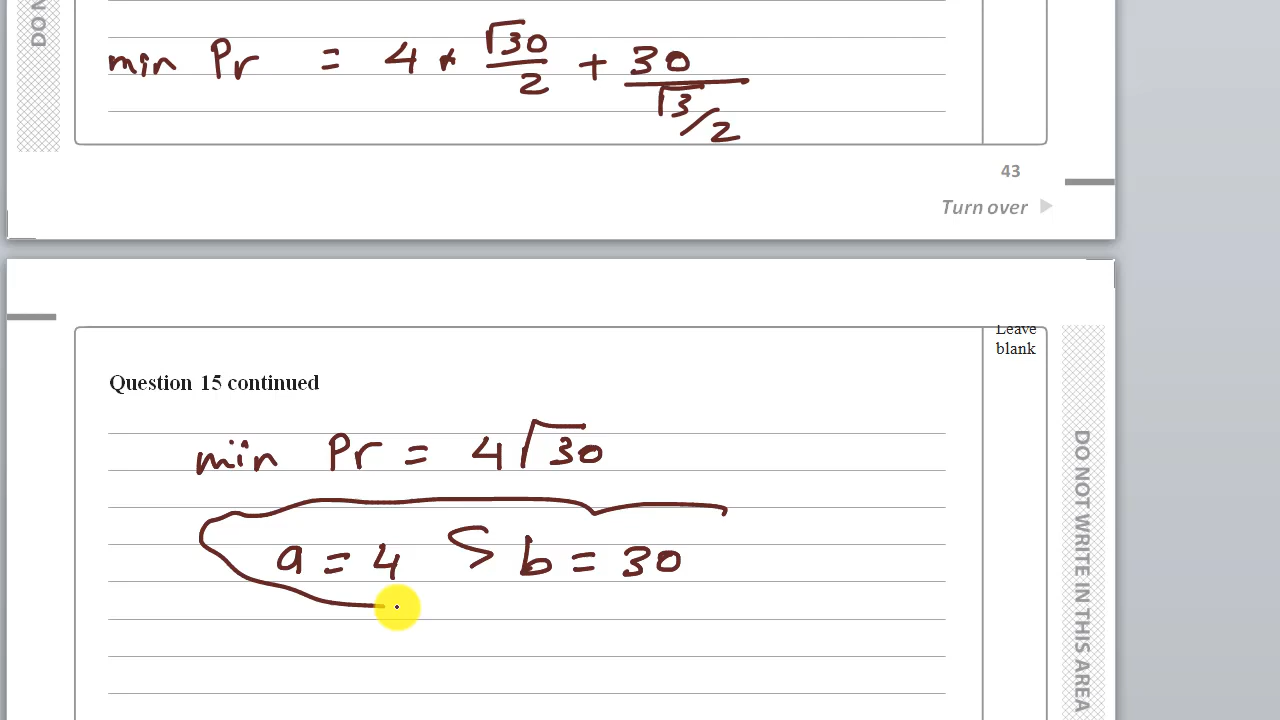 DO N
min Pr = 4 * √30/2 + 30/(√3/2)
43
Turn over
Leave
blank
Question 15 continued
min Pr = 4√30
a = 4 b = 30
DO NOT WRITE IN THIS AREA